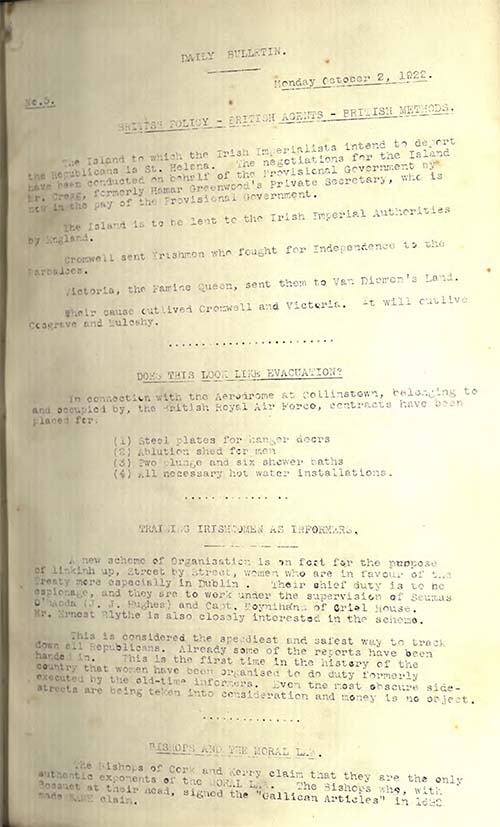 DAILY BULLETIN.
No.5.
Monday October 2, 1922.
BRITISH POLICY - BRITISH AGENTS - BRITISH METHODS.
The Island to which the Irish Imperialists intend to deport
the Republicans is St. Helena. The negotiations for the Island
have been conducted on behalf of the Provisional Government by
Mr. Cregg, formerly Hamar Greenwood's Private Secretary, who is
now in the pay of the Provisional Government.
The Island is to be lent to the Irish Imperial Authorities
by England.
Cromwell sent Irishmen who fought for Independence to the
Barbadoes.
Victoria, the Famine Queen, sent them to Van Diemen's Land.
Their cause outlived Cromwell and Victoria. It will outlive
Cosgrave and Mulcahy.
.........................
DOES THIS LOOK LIKE EVACUATION?
In connection with the Aerodrome at Collinstown, belonging to
and occupied by, the British Royal Air Force, contracts have been
placed for:
(1) Steel plates for hanger doors
(2) Ablution shed for men
(3) Two plunge and six shower baths
(4) All necessary hot water installations.
..............
TRAINING IRISHWOMEN AS INFORMERS.
A new scheme of Organisation is on foot for the purpose
of linkinh up, Street by Street, women who are in favour of the
Treaty more especially in Dublin . Their chief duty is to be
espionage, and they are to work under the supervision of Seumas
(J. J. Hughes) and Capt. Moynihann of Oriel House.
Mr. Ernest Blythe is also closely interested in the scheme.
This is considered the speediest and safest way to track
down all Republicans. Already some of the reports have been
handed in. This is the first time in the history of the
country that women have been organised to do duty formerly
executed by the old-time informers. Even the most obscure side-
streets are being taken into consideration and money is no object.
..............
BISHOPS AND THE MORAL LAW.
The Bishops of Cork and Kerry claim that they are the only
authentic exponents of the MORAL LAW. The Bishops who, with
Bossuet at their head, signed the "Gallican Articles" in 1682
made SAME claim.